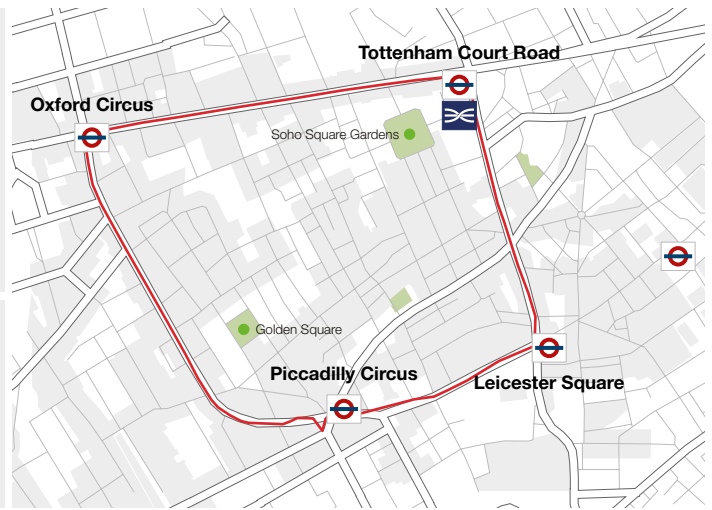 Tottenham Court Road
Oxford Circus
Soho Square Gardens
Golden Square
Piccadilly Circus
Leicester Square